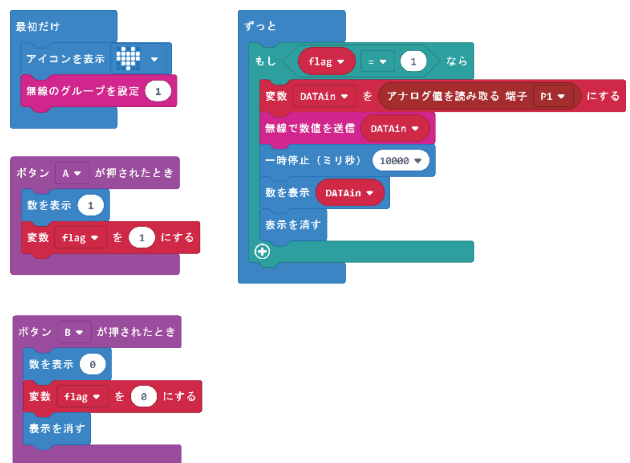 最初だけ
アイコンを表示
無線のグループを設定 1
ボタン A が押されたとき
数を表示 1
変数 flag を 1 にする
ボタン B が押されたとき
数を表示 0
変数 flag を 0 にする
表示を消す
ずっと
もし flag = 1 なら
変数 DATAin を アナログ値を読み取る 端子 P1 にする
無線で数値を送信 DATAin
一時停止（ミリ秒） 10000
数を表示 DATAin
表示を消す